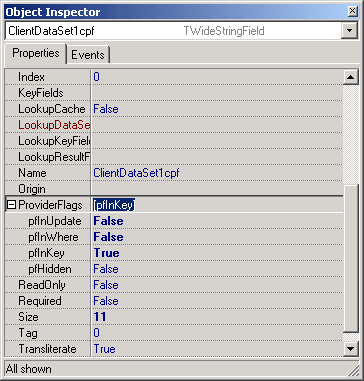 Object Inspector
ClientDataSet1cpf TWideStringField
Properties Events
Index 0
KeyFields
LookupCache False
LookupDataSe
LookupKeyField
LookupResultF
Name ClientDataSet1cpf
Origin
ProviderFlags [pfInKey]
pfInUpdate False
pfInWhere False
pfInKey True
pfHidden False
ReadOnly False
Required False
Size 11
Tag 0
Transliterate True
All shown